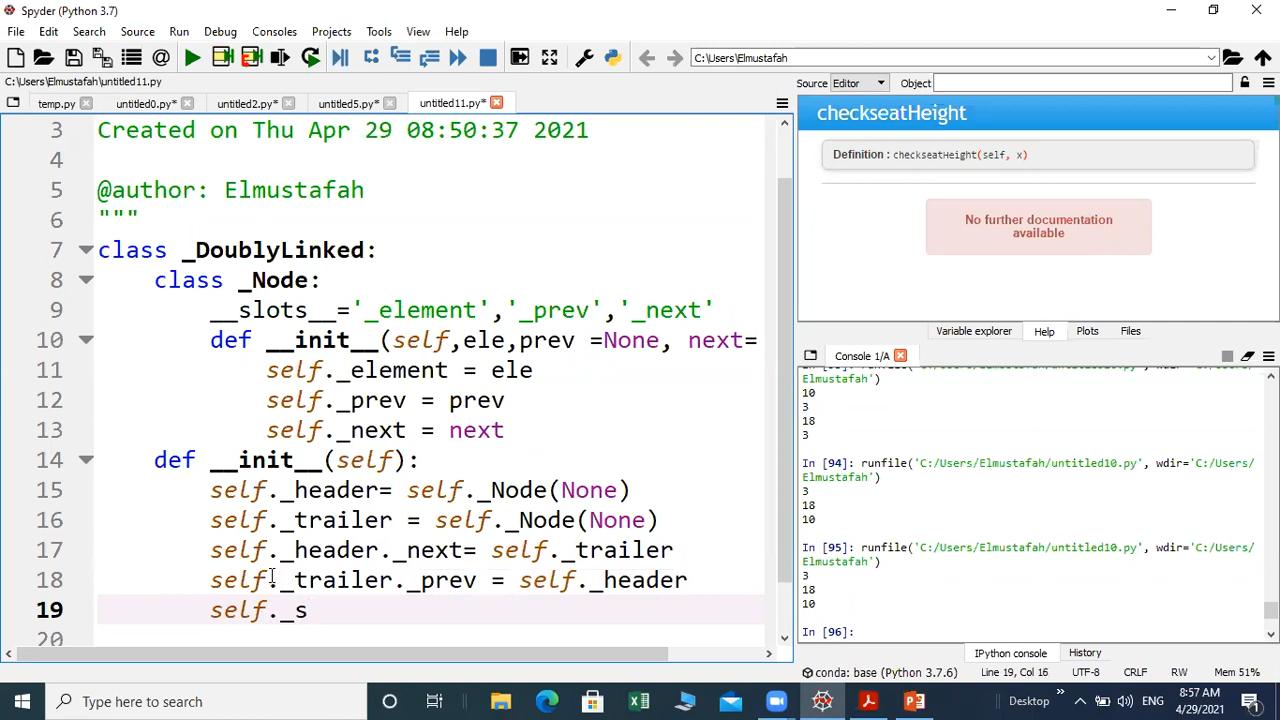 Spyder (Python 3.7)
File Edit Search Source Run Debug Consoles Projects Tools View Help
C:\Users\Elmustafah
C:\Users\Elmustafah\untitled11.py
temp.py untitled0.py* untitled2.py* untitled5.py* untitled11.py*
3
Created on Thu Apr 29 08:50:37 2021
4
5 @author: Elmustafah
6 """
7 class _DoublyLinked:
8 class _Node:
9 __slots__='_element','_prev','_next'
10 def __init__(self,ele,prev =None, next=
11 self._element = ele
12 self._prev = prev
13 self._next = next
14 def __init__(self):
15 self._header= self._Node(None)
16 self._trailer = self._Node(None)
17 self._header._next= self._trailer
18 self._trailer._prev = self._header
19 self._s
20
Source Editor Object
checkseatHeight
Definition : checkseatHeight(self, x)
No further documentation
available
Variable explorer Help Plots Files
Console 1/A
Elmustafah')
10
3
18
3
In [94]: runfile('C:/Users/Elmustafah/untitled10.py', wdir='C:/Users/
Elmustafah')
3
18
10
In [95]: runfile('C:/Users/Elmustafah/untitled10.py', wdir='C:/Users/
Elmustafah')
3
18
10
In [96]:
IPython console History
conda: base (Python 3.7.6) Line 19, Col 16 UTF-8 CRLF RW Mem 51%
Type here to search
Desktop
ENG
8:57 AM
4/29/2021
1